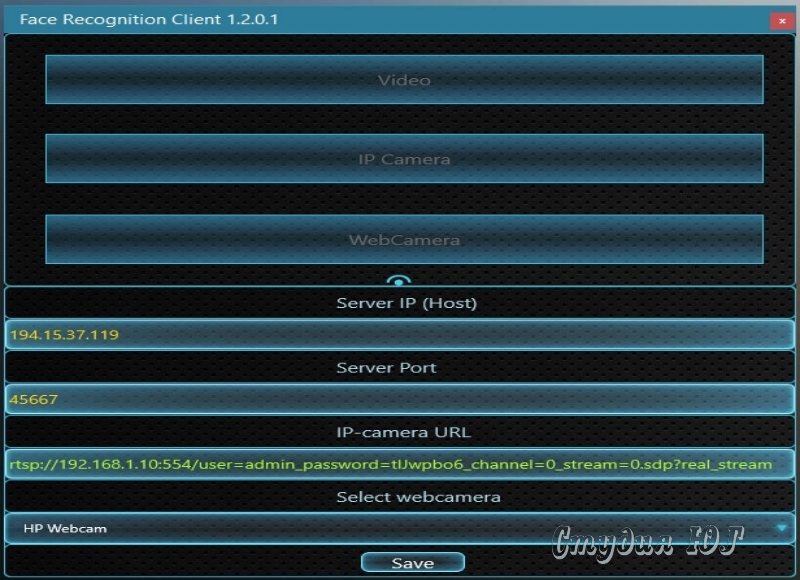 Face Recognition Client 1.2.0.1
Video
IP Camera
WebCamera
Server IP (Host)
194.15.37.119
Server Port
45667
IP-camera URL
rtsp://192.168.1.10:554/user=admin_password=tlJwpbo6_channel=0_stream=0.sdp?real_stream
Select webcamera
HP Webcam
Студия ЮГ
Save